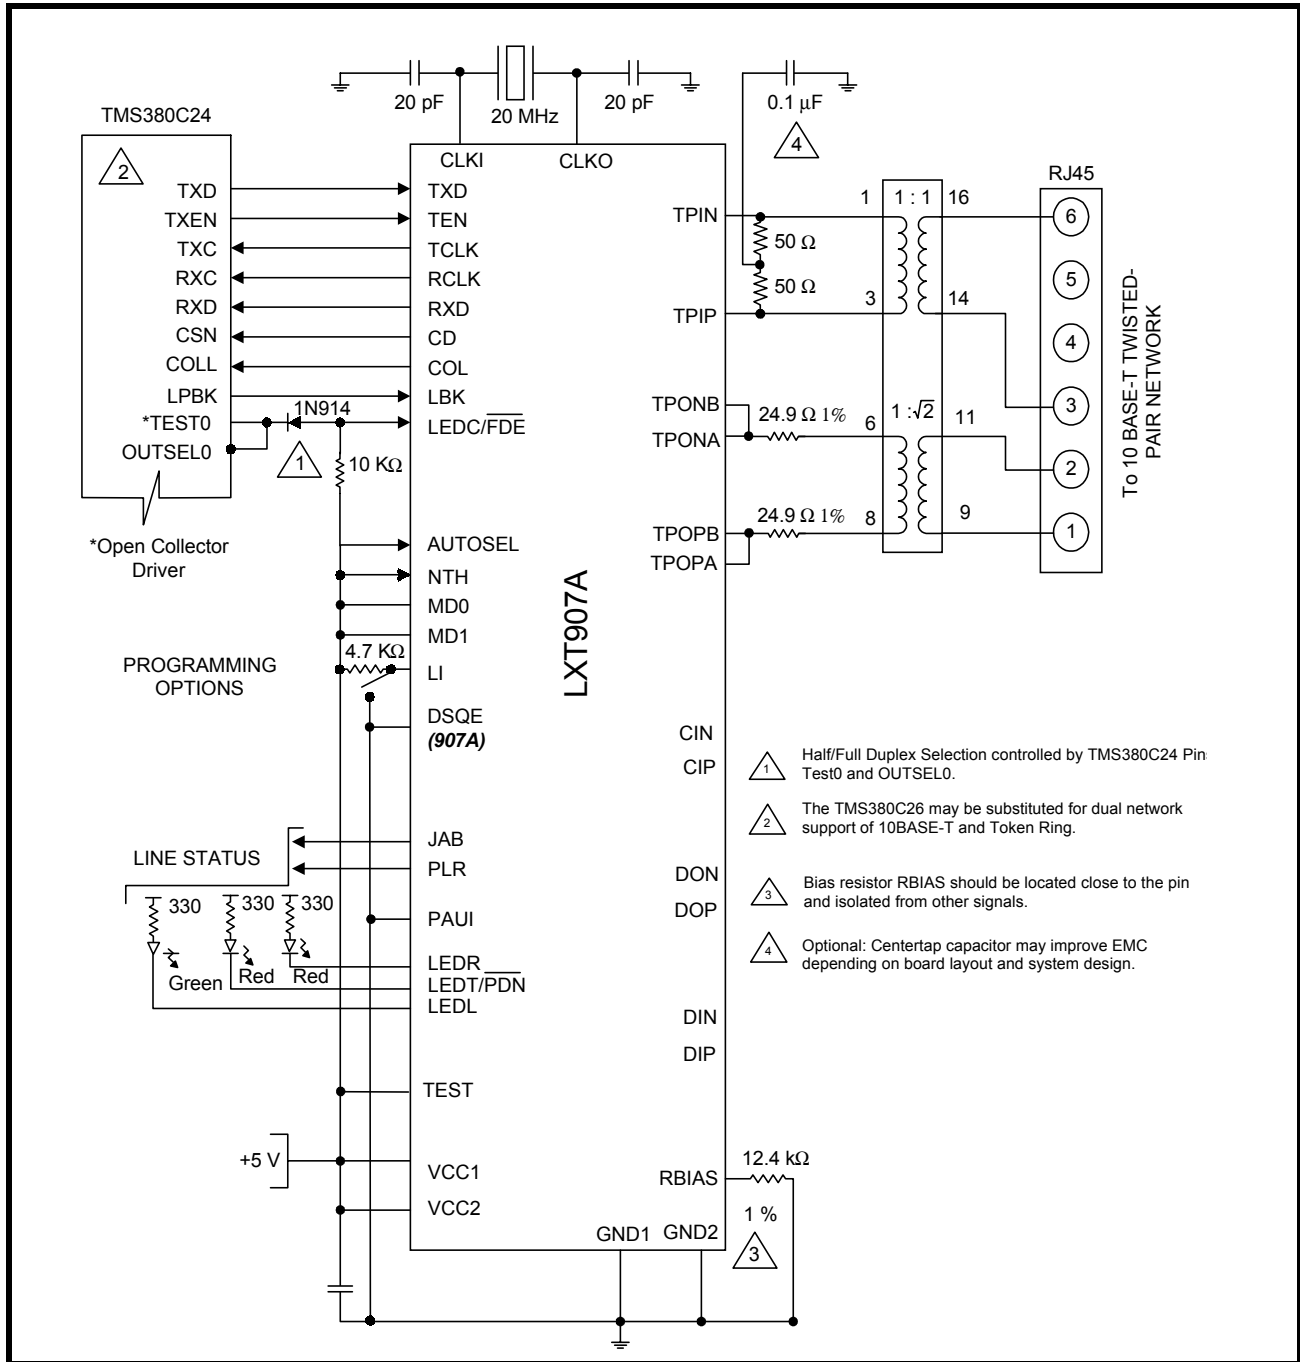 20 pF
20 MHz
20 pF
0.1 µF
4
TMS380C24
2
TXD
TXEN
TXC
RXC
RXD
CSN
COLL
LPBK
*TEST0
OUTSEL0
1N914
1
10 KΩ
*Open Collector
Driver
CLKI
CLKO
TXD
TEN
TCLK
RCLK
RXD
CD
COL
LBK
LEDC/FDE
AUTOSEL
NTH
MD0
MD1
4.7 KΩ
LI
DSQE
(907A)
PROGRAMMING
OPTIONS
JAB
PLR
LINE STATUS
330
330
330
Green
Red
Red
PAUI
LEDR
LEDT/PDN
LEDL
TEST
+5 V
VCC1
VCC2
LXT907A
TPIN
TPIP
50 Ω
50 Ω
TPONB
TPONA
24.9 Ω 1%
TPOPB
TPOPA
24.9 Ω 1%
1
1 : 1
16
3
14
6
1 :√2
11
8
9
RJ45
6
5
4
3
2
1
To 10 BASE-T TWISTED-
PAIR NETWORK
CIN
CIP
DON
DOP
DIN
DIP
RBIAS
12.4 kΩ
1 %
3
GND1
GND2
1
Half/Full Duplex Selection controlled by TMS380C24 Pin
Test0 and OUTSEL0.
2
The TMS380C26 may be substituted for dual network
support of 10BASE-T and Token Ring.
3
Bias resistor RBIAS should be located close to the pin
and isolated from other signals.
4
Optional: Centertap capacitor may improve EMC
depending on board layout and system design.